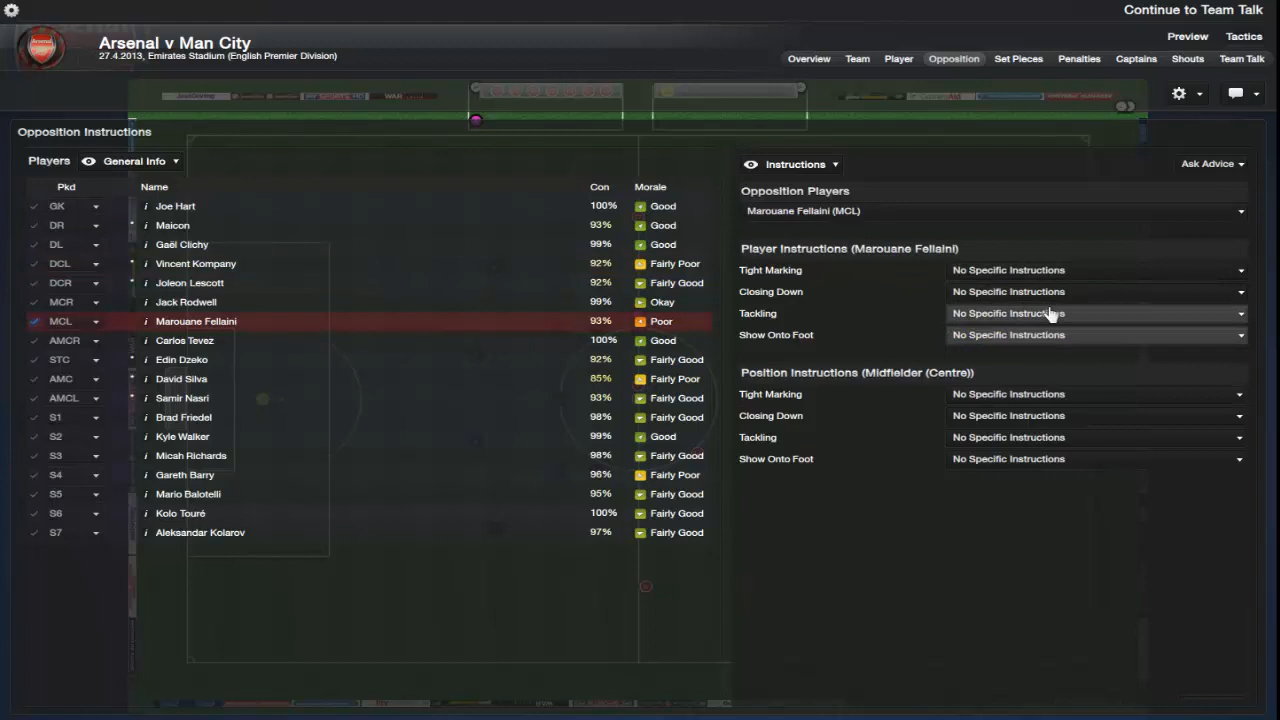 Continue to Team Talk
Arsenal v Man City
27.4.2013, Emirates Stadium (English Premier Division)
Preview Tactics
Overview Team Player Opposition Set Pieces Penalties Captains Shouts Team Talk
Opposition Instructions
Players General Info
Pkd Name Con Morale
GK i Joe Hart 100% Good
DR i Maicon 93% Good
DL i Gaël Clichy 99% Good
DCL i Vincent Kompany 92% Fairly Poor
DCR i Joleon Lescott 92% Fairly Good
MCR i Jack Rodwell 99% Okay
MCL i Marouane Fellaini 93% Poor
AMCR i Carlos Tevez 100% Good
STC i Edin Dzeko 92% Fairly Good
AMC i David Silva 85% Fairly Poor
AMCL i Samir Nasri 93% Fairly Good
S1 i Brad Friedel 98% Fairly Good
S2 i Kyle Walker 99% Good
S3 i Micah Richards 98% Fairly Good
S4 i Gareth Barry 96% Fairly Poor
S5 i Mario Balotelli 95% Fairly Good
S6 i Kolo Touré 100% Fairly Good
S7 i Aleksandar Kolarov 97% Fairly Good
Instructions Ask Advice
Opposition Players
Marouane Fellaini (MCL)
Player Instructions (Marouane Fellaini)
Tight Marking No Specific Instructions
Closing Down No Specific Instructions
Tackling No Specific Instructions
Show Onto Foot No Specific Instructions
Position Instructions (Midfielder (Centre))
Tight Marking No Specific Instructions
Closing Down No Specific Instructions
Tackling No Specific Instructions
Show Onto Foot No Specific Instructions